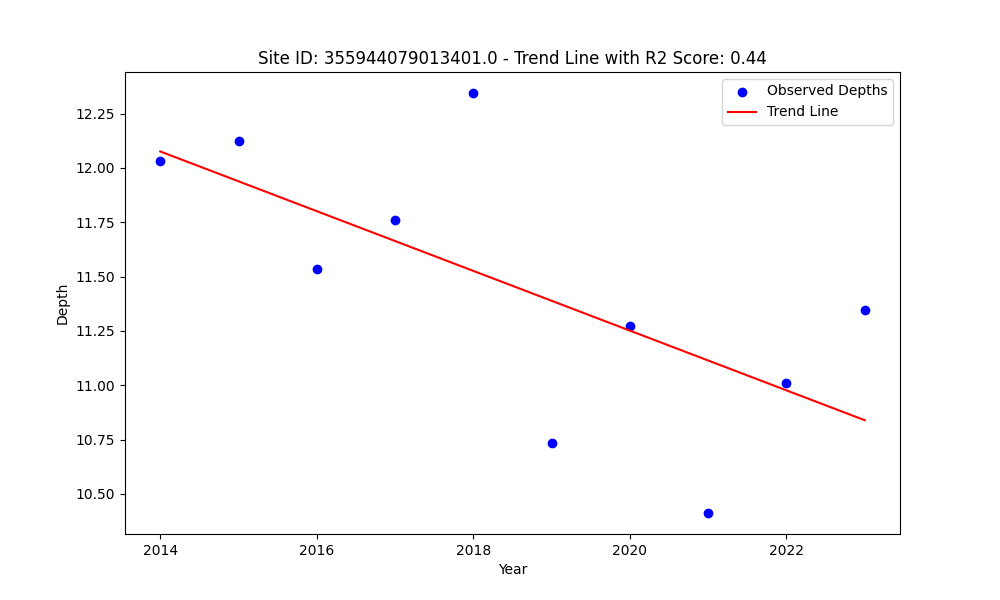 Site ID: 355944079013401.0 - Trend Line with R2 Score: 0.44
Observed Depths
Trend Line
12.25
12.00
11.75
11.50
11.25
11.00
10.75
10.50
Depth
2014
2016
2018
2020
2022
Year